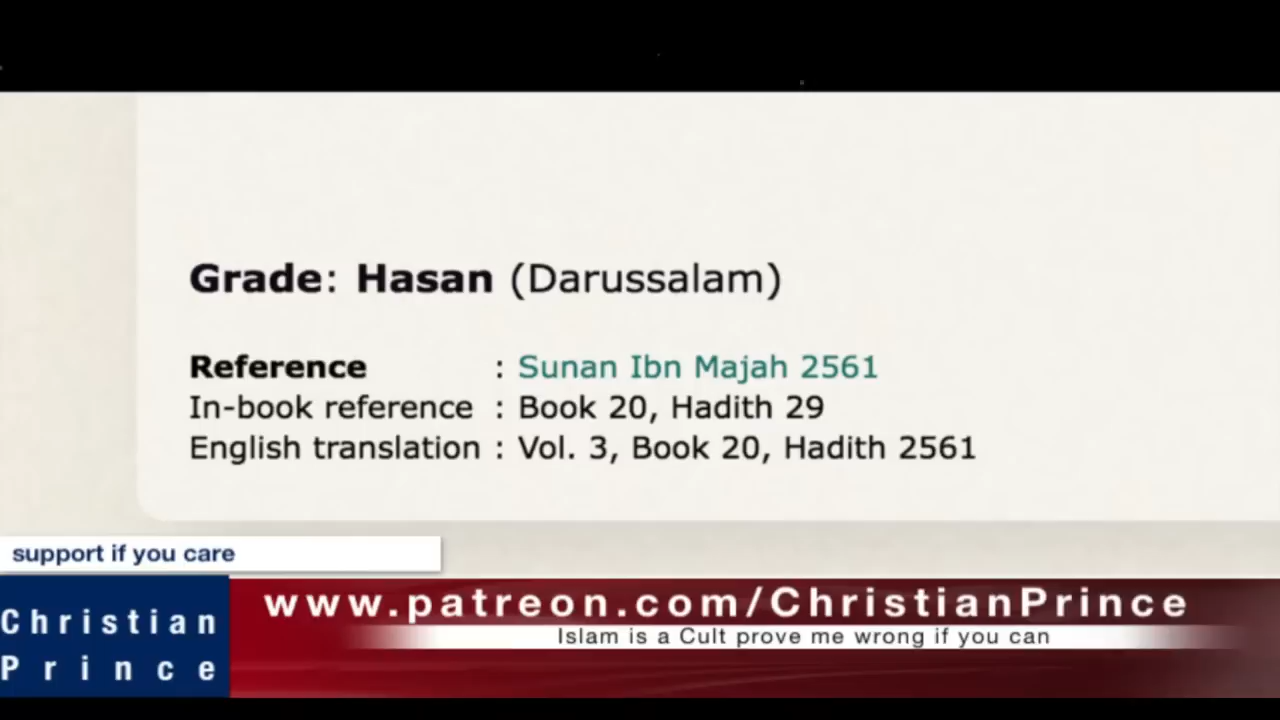 Grade: Hasan (Darussalam)
Reference : Sunan Ibn Majah 2561
In-book reference : Book 20, Hadith 29
English translation : Vol. 3, Book 20, Hadith 2561
support if you care
Christian
Prince
www.patreon.com/ChristianPrince
Islam is a Cult prove me wrong if you can